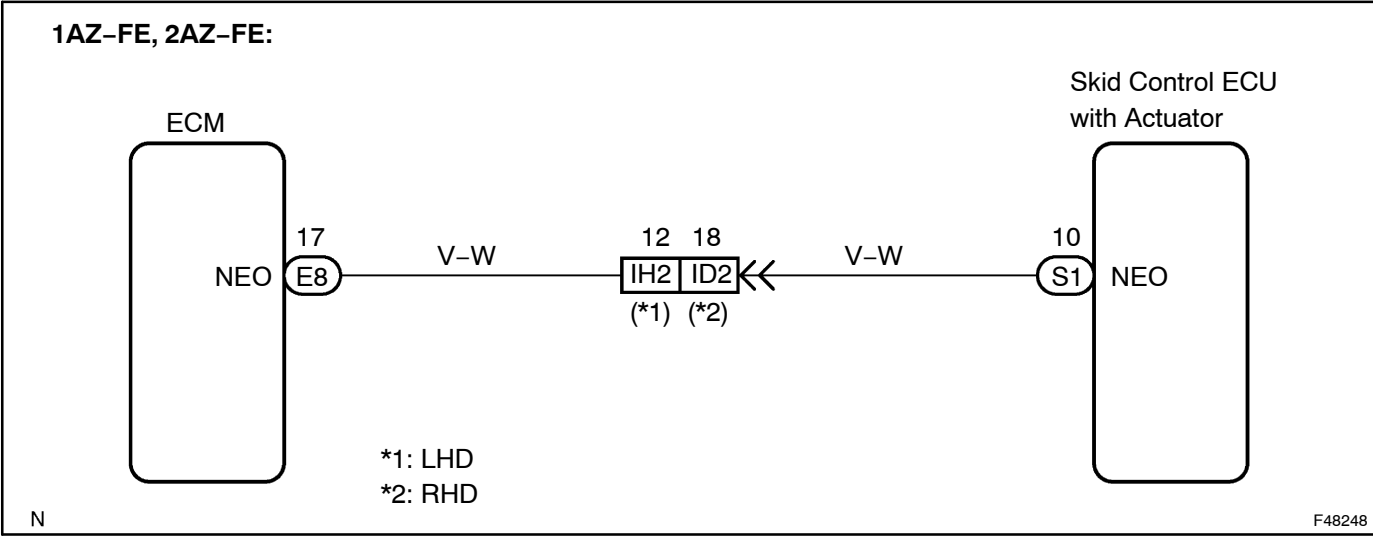 1AZ–FE, 2AZ–FE:
Skid Control ECU
with Actuator
ECM
17
12 18
10
V–W
V–W
NEO E8
IH2 ID2
S1 NEO
(*1) (*2)
*1: LHD
*2: RHD
N
F48248